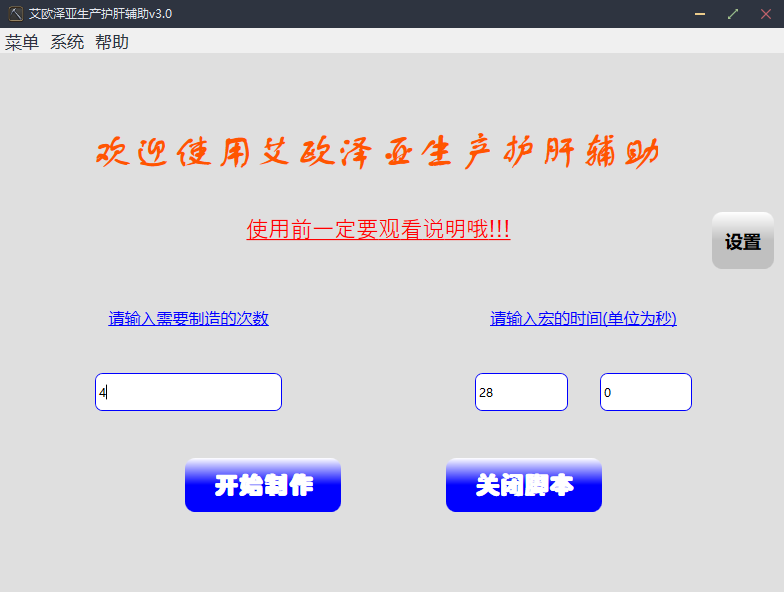 艾欧泽亚生产护肝辅助v3.0
菜单 系统 帮助
欢迎使用艾欧泽亚生产护肝辅助
使用前一定要观看说明哦!!!
设置
请输入需要制造的次数
请输入宏的时间(单位为秒)
4
28
0
开始制作
关闭脚本